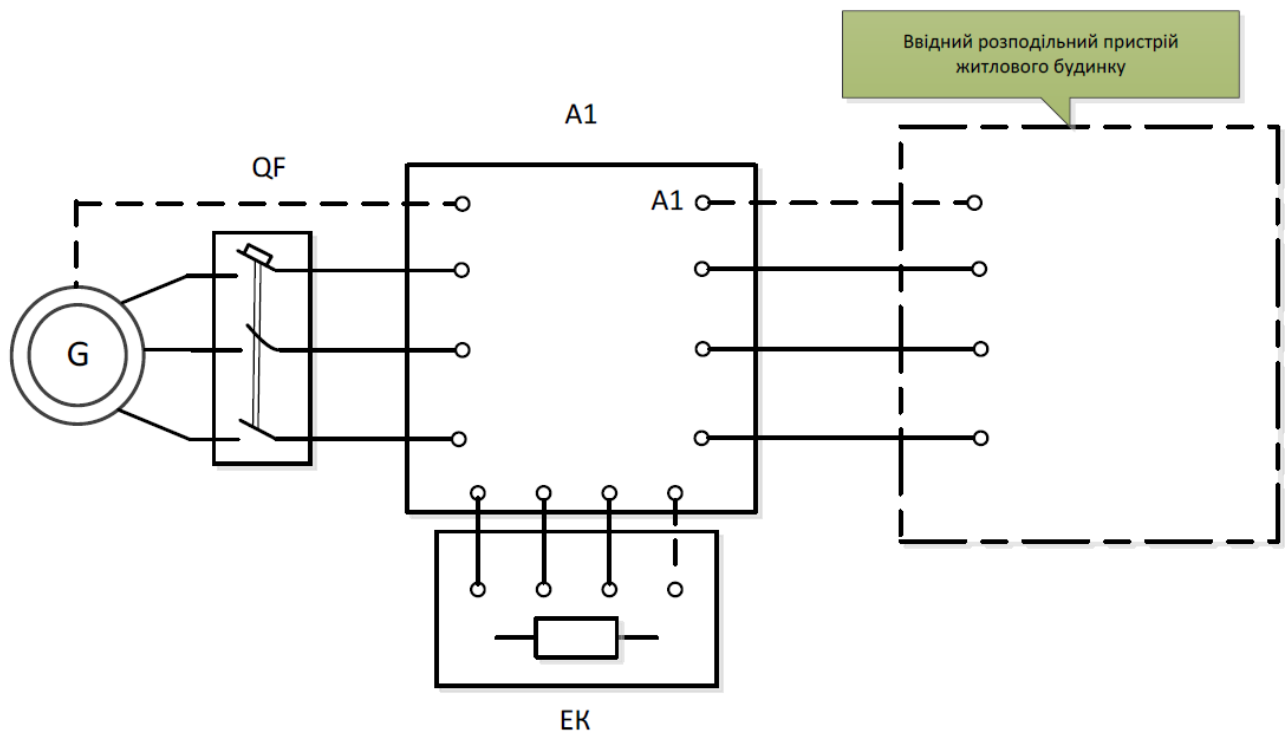 Ввідний розподільний пристрій
житлового будинку
A1
QF
A1
G
ЕК